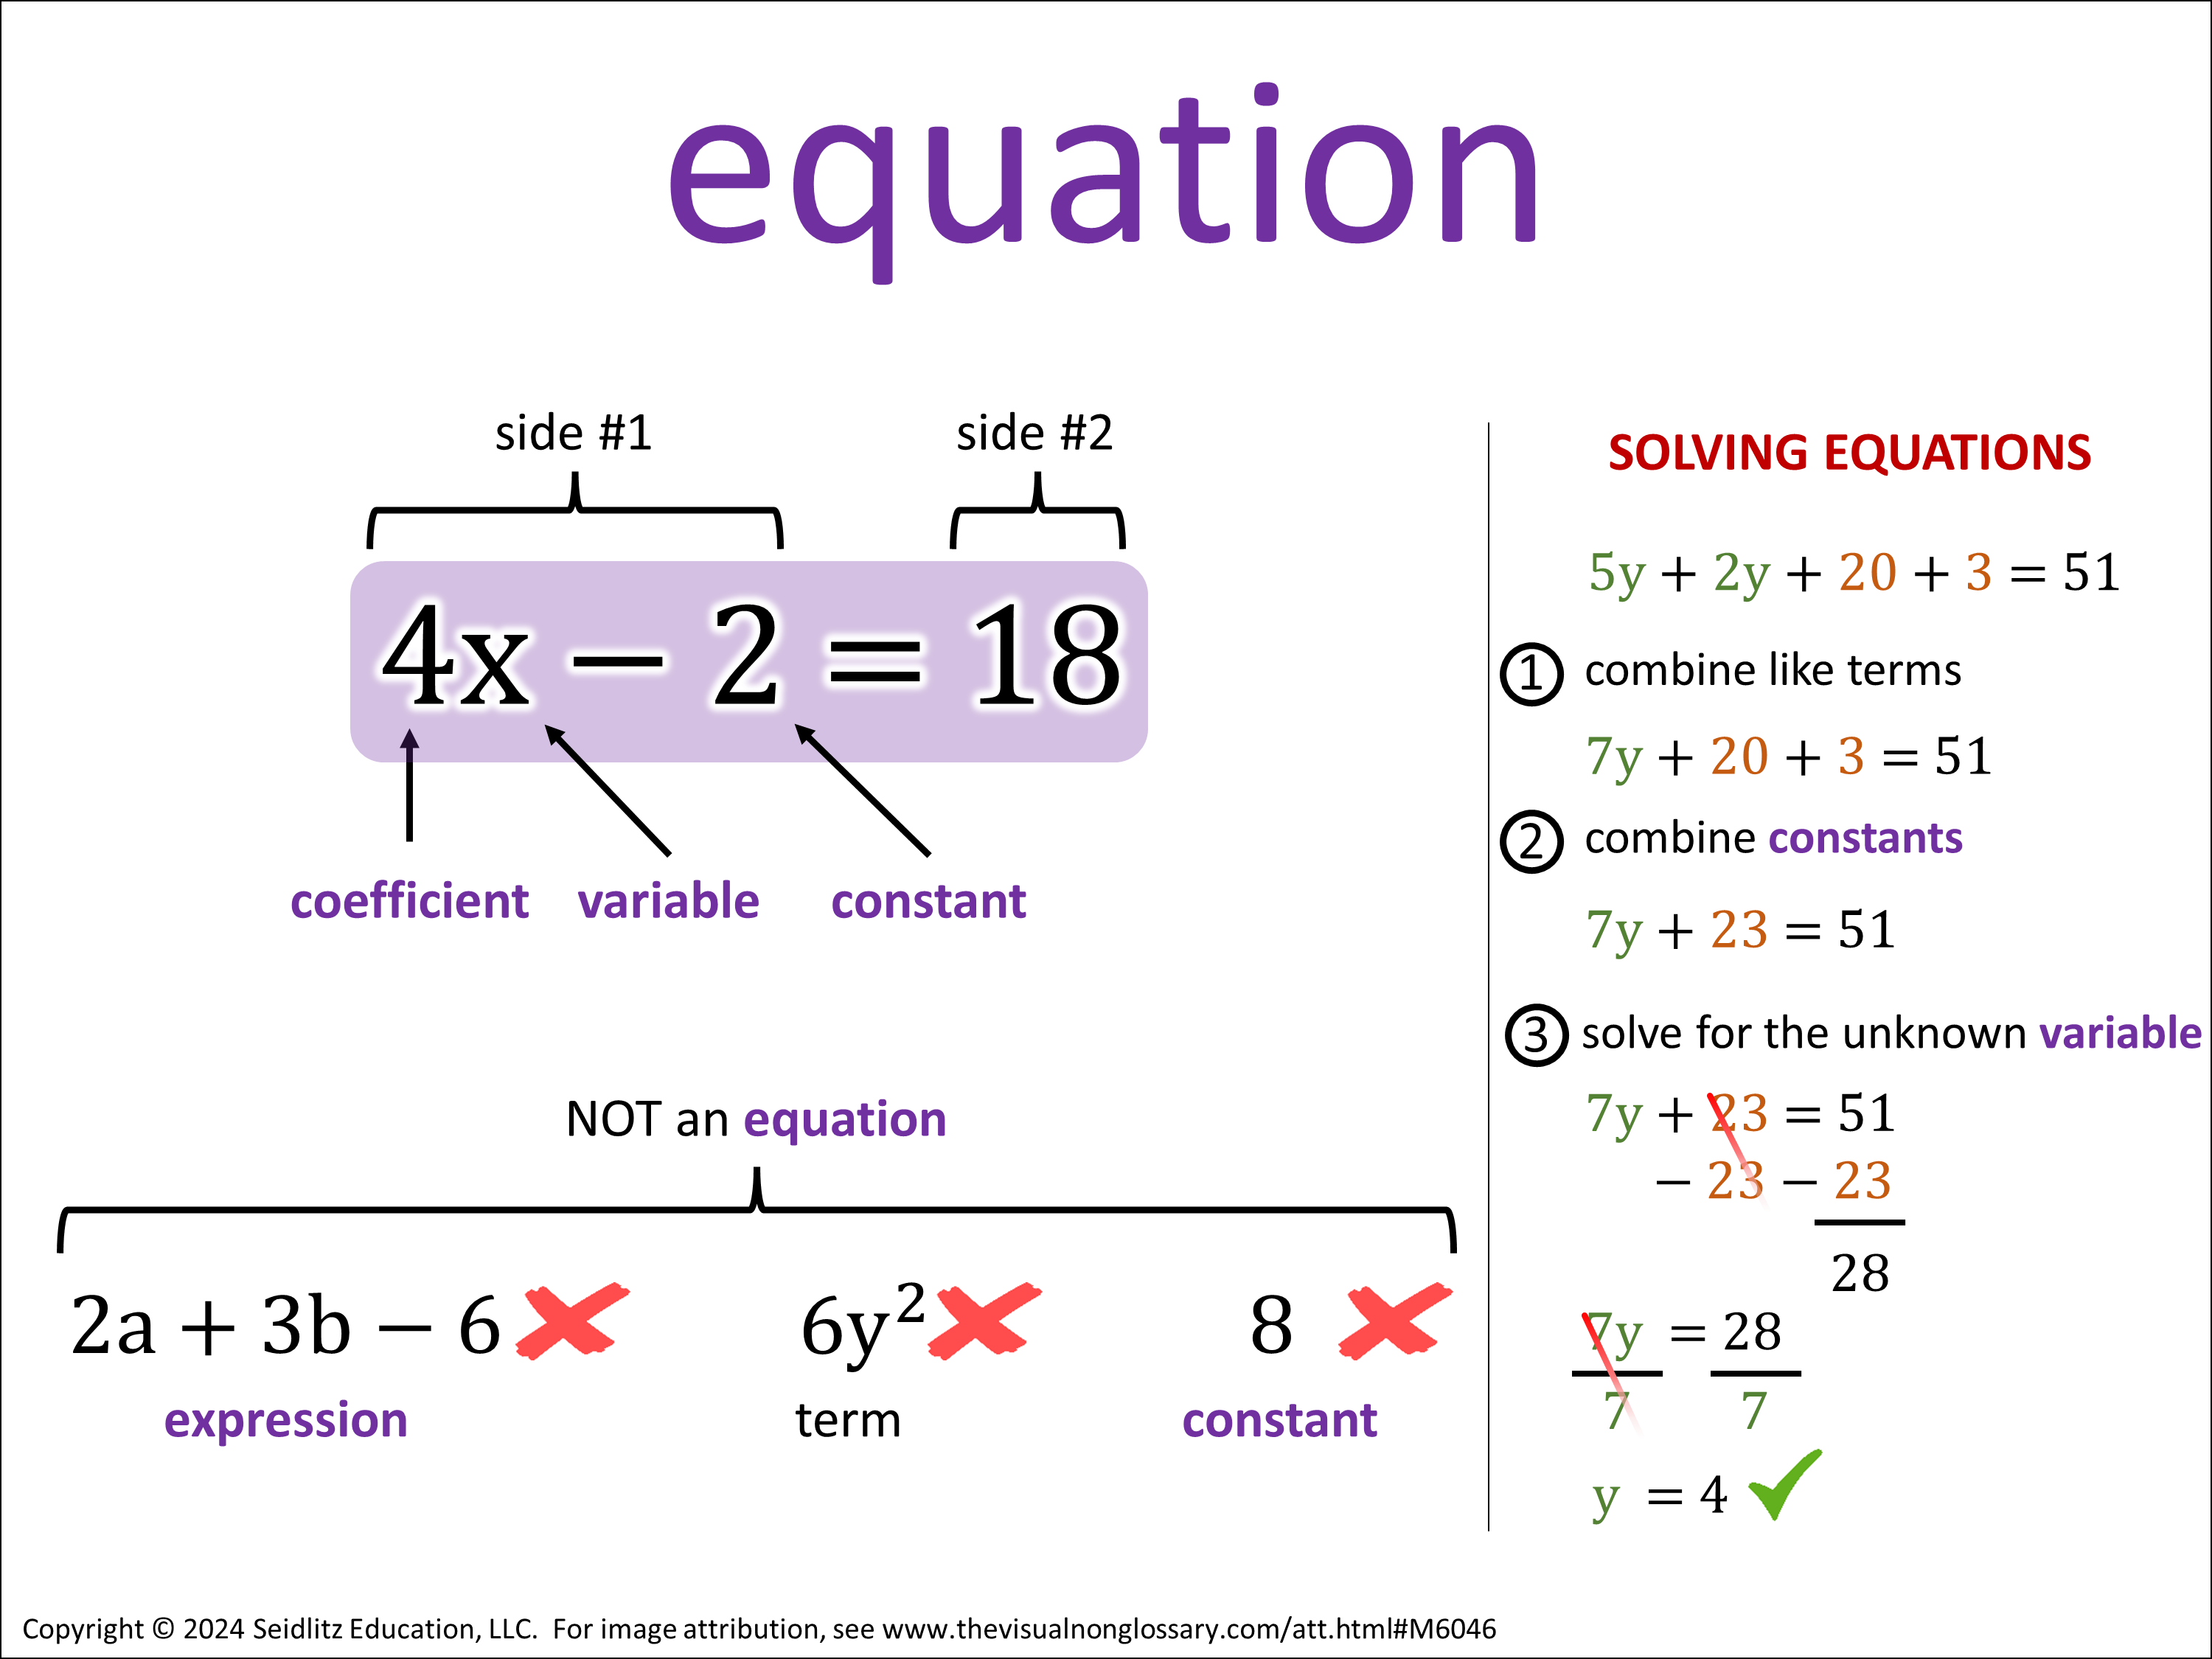 equation
side #1
side #2
4x − 2 = 18
coefficient
variable
constant
NOT an equation
2a + 3b − 6
6y²
8
expression
term
constant
SOLVING EQUATIONS
5y + 2y + 20 + 3 = 51
1 combine like terms
7y + 20 + 3 = 51
2 combine constants
7y + 23 = 51
3 solve for the unknown variable
7y + 23 = 51
− 23 − 23
28
7y = 28
7 7
y = 4
Copyright © 2024 Seidlitz Education, LLC. For image attribution, see www.thevisualnonglossary.com/att.html#M6046